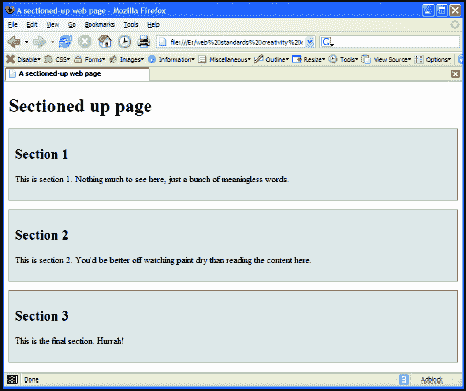 A sectioned-up web page - Mozilla Firefox
File Edit View Go Bookmarks Tools Help
file:///E:/web%20standards%20creativity%20
Disable CSS Forms Images Information Miscellaneous Outline Resize Tools View Source Options
A sectioned-up web page
Sectioned up page
Section 1
This is section 1. Nothing much to see here, just a bunch of meaningless words.
Section 2
This is section 2. You'd be better off watching paint dry than reading the content here.
Section 3
This is the final section. Hurrah!
Done Adblock